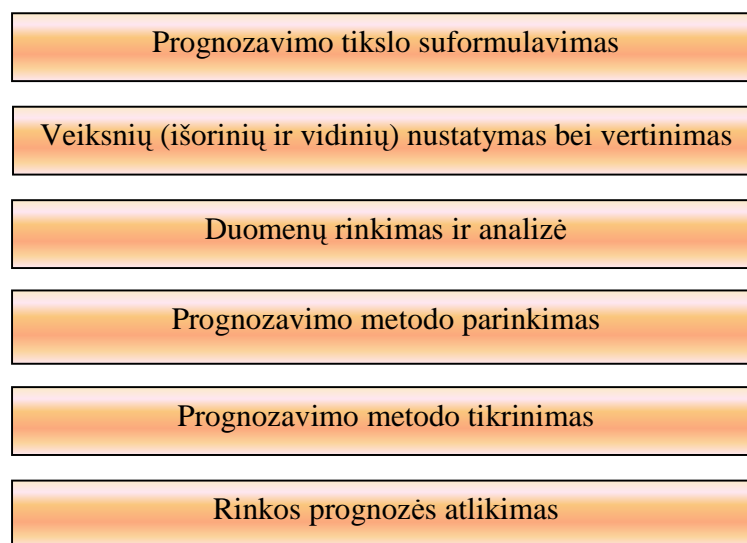 Prognozavimo tikslo suformulavimas
Veiksnių (išorinių ir vidinių) nustatymas bei vertinimas
Duomenų rinkimas ir analizė
Prognozavimo metodo parinkimas
Prognozavimo metodo tikrinimas
Rinkos prognozės atlikimas